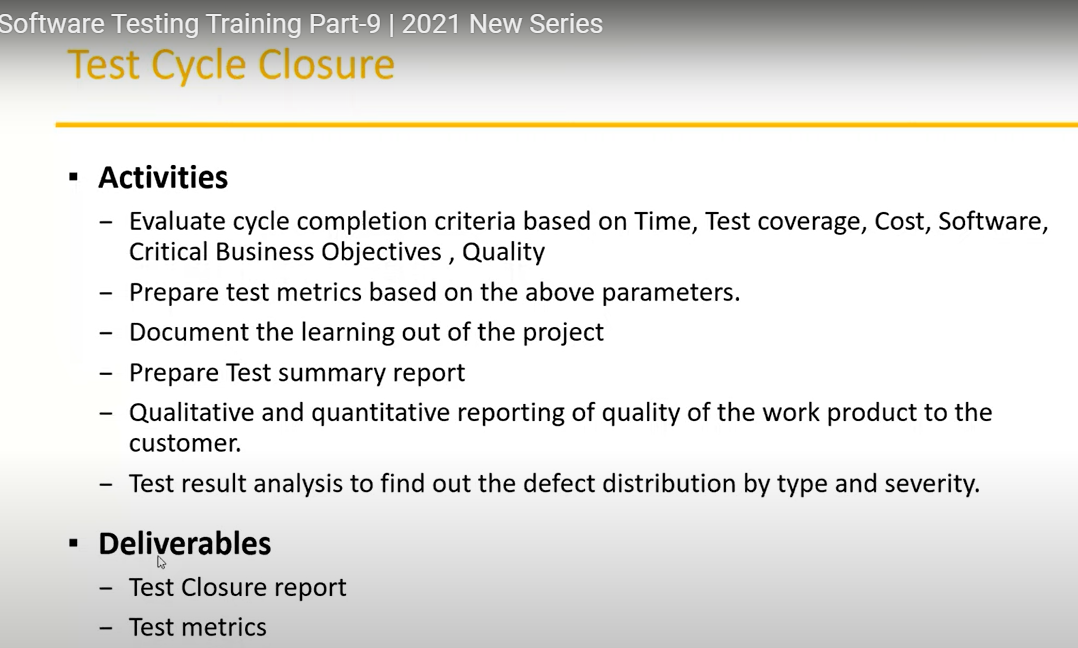 Software Testing Training Part-9 | 2021 New Series
Test Cycle Closure
▪ Activities
– Evaluate cycle completion criteria based on Time, Test coverage, Cost, Software,
Critical Business Objectives , Quality
– Prepare test metrics based on the above parameters.
– Document the learning out of the project
– Prepare Test summary report
– Qualitative and quantitative reporting of quality of the work product to the
customer.
– Test result analysis to find out the defect distribution by type and severity.
▪ Deliverables
– Test Closure report
– Test metrics